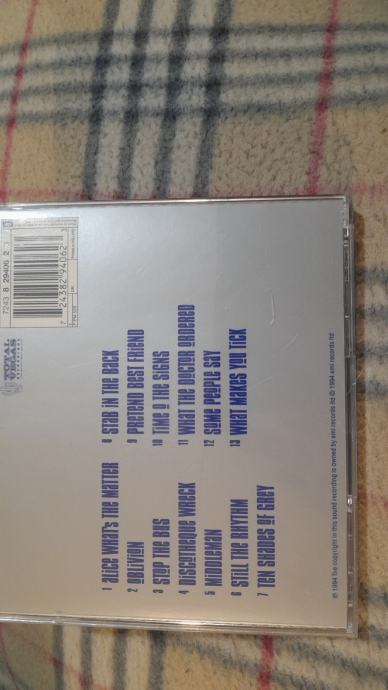 1 Alice What's the Matter
2 Oblivion
3 Stop the Bus
4 Discotheque Wreck
5 Middleman
6 Still the Rhythm
7 Ten Shades of Grey
8 Stab in the Back
9 Pretend Best Friend
10 Time O the Signs
11 What the Doctor Ordered
12 Some People Say
13 What Makes You Tick
℗ 1994 the copyright in this sound recording is owned by emi records ltd © 1994 emi records ltd
7243 8 29406 2
7 24382 94062
TOTAL